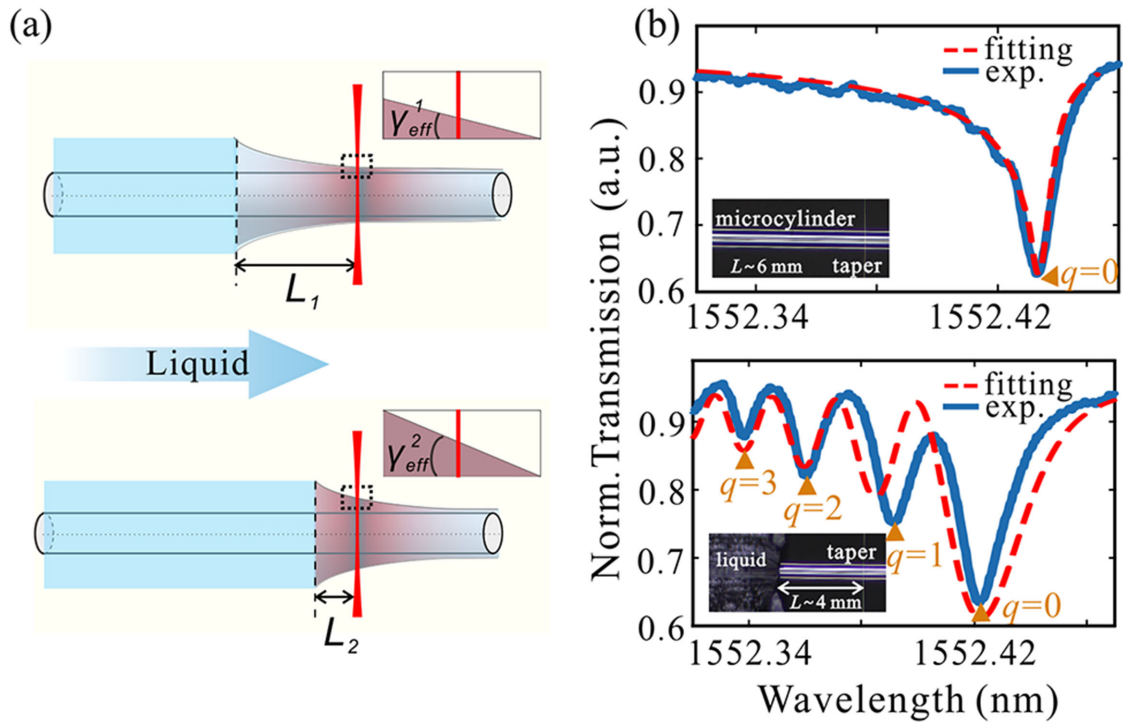 (a)
γ¹eff
L₁
Liquid
γ²eff
L₂
(b)
Norm.Transmission (a.u.)
fitting
exp.
0.9
0.8
0.7
0.6
microcylinder
L~6 mm
taper
q=0
1552.34
1552.42
fitting
exp.
0.9
0.8
0.7
0.6
q=3
q=2
q=1
q=0
liquid
taper
L~4 mm
1552.34
1552.42
Wavelength (nm)